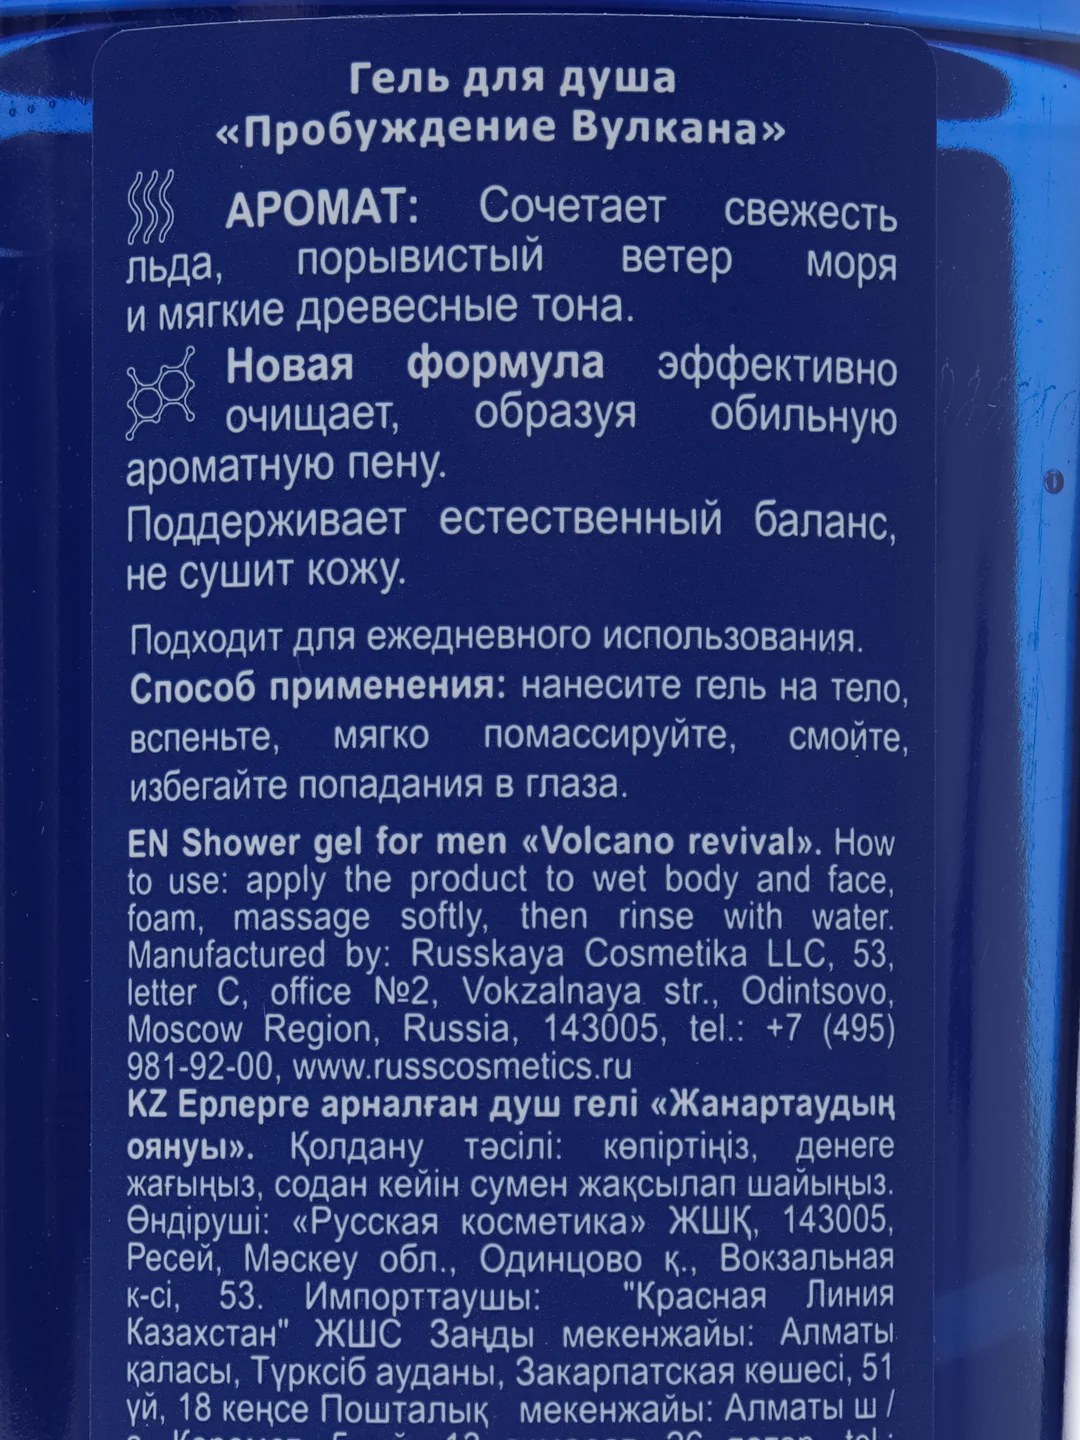 Гель для душа
«Пробуждение Вулкана»
АРОМАТ: Сочетает свежесть
льда, порывистый ветер моря
и мягкие древесные тона.
Новая формула эффективно
очищает, образуя обильную
ароматную пену.
Поддерживает естественный баланс,
не сушит кожу.
Подходит для ежедневного использования.
Способ применения: нанесите гель на тело,
вспеньте, мягко помассируйте, смойте,
избегайте попадания в глаза.
EN Shower gel for men «Volcano revival». How
to use: apply the product to wet body and face,
foam, massage softly, then rinse with water.
Manufactured by: Russkaya Cosmetika LLC, 53,
letter C, office №2, Vokzalnaya str., Odintsovo,
Moscow Region, Russia, 143005, tel.: +7 (495)
981-92-00, www.russcosmetics.ru
KZ Ерлерге арналған душ гелі «Жанартаудың
оянуы». Қолдану тәсілі: көпіртіңіз, денеге
жағыңыз, содан кейін сумен жақсылап шайыңыз.
Өндіруші: «Русская косметика» ЖШҚ, 143005,
Ресей, Мәскеу обл., Одинцово қ., Вокзальная
к-сі, 53. Импорттаушы: "Красная Линия
Казахстан" ЖШС Заңды мекенжайы: Алматы
қаласы, Түрксіб ауданы, Закарпатская көшесі, 51
үй, 18 кеңсе Пошталық мекенжайы: Алматы ш /